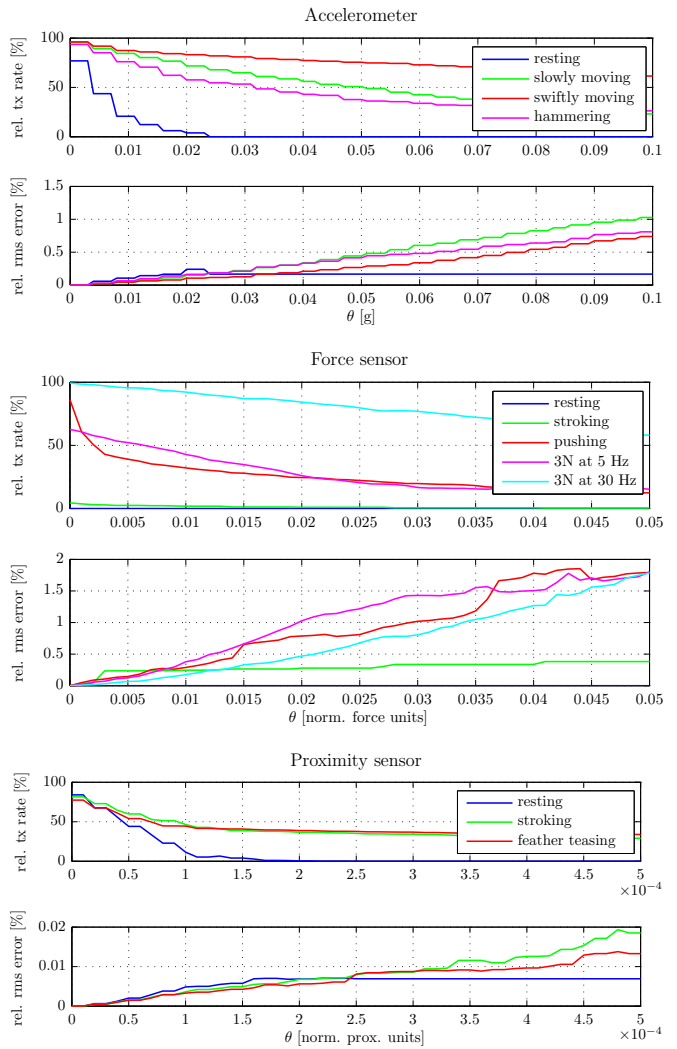 Accelerometer
rel. tx rate [%]
100
50
0
resting
slowly moving
swiftly moving
hammering
0 0.01 0.02 0.03 0.04 0.05 0.06 0.07 0.08 0.09 0.1
rel. rms error [%]
1.5
1
0.5
0
0 0.01 0.02 0.03 0.04 0.05 0.06 0.07 0.08 0.09 0.1
θ [g]
Force sensor
rel. tx rate [%]
100
50
0
resting
stroking
pushing
3N at 5 Hz
3N at 30 Hz
0 0.005 0.01 0.015 0.02 0.025 0.03 0.035 0.04 0.045 0.05
rel. rms error [%]
2
1.5
1
0.5
0
0 0.005 0.01 0.015 0.02 0.025 0.03 0.035 0.04 0.045 0.05
θ [norm. force units]
Proximity sensor
rel. tx rate [%]
100
50
0
resting
stroking
feather teasing
0 0.5 1 1.5 2 2.5 3 3.5 4 4.5 5
×10⁻⁴
rel. rms error [%]
0.02
0.01
0
0 0.5 1 1.5 2 2.5 3 3.5 4 4.5 5
×10⁻⁴
θ [norm. prox. units]